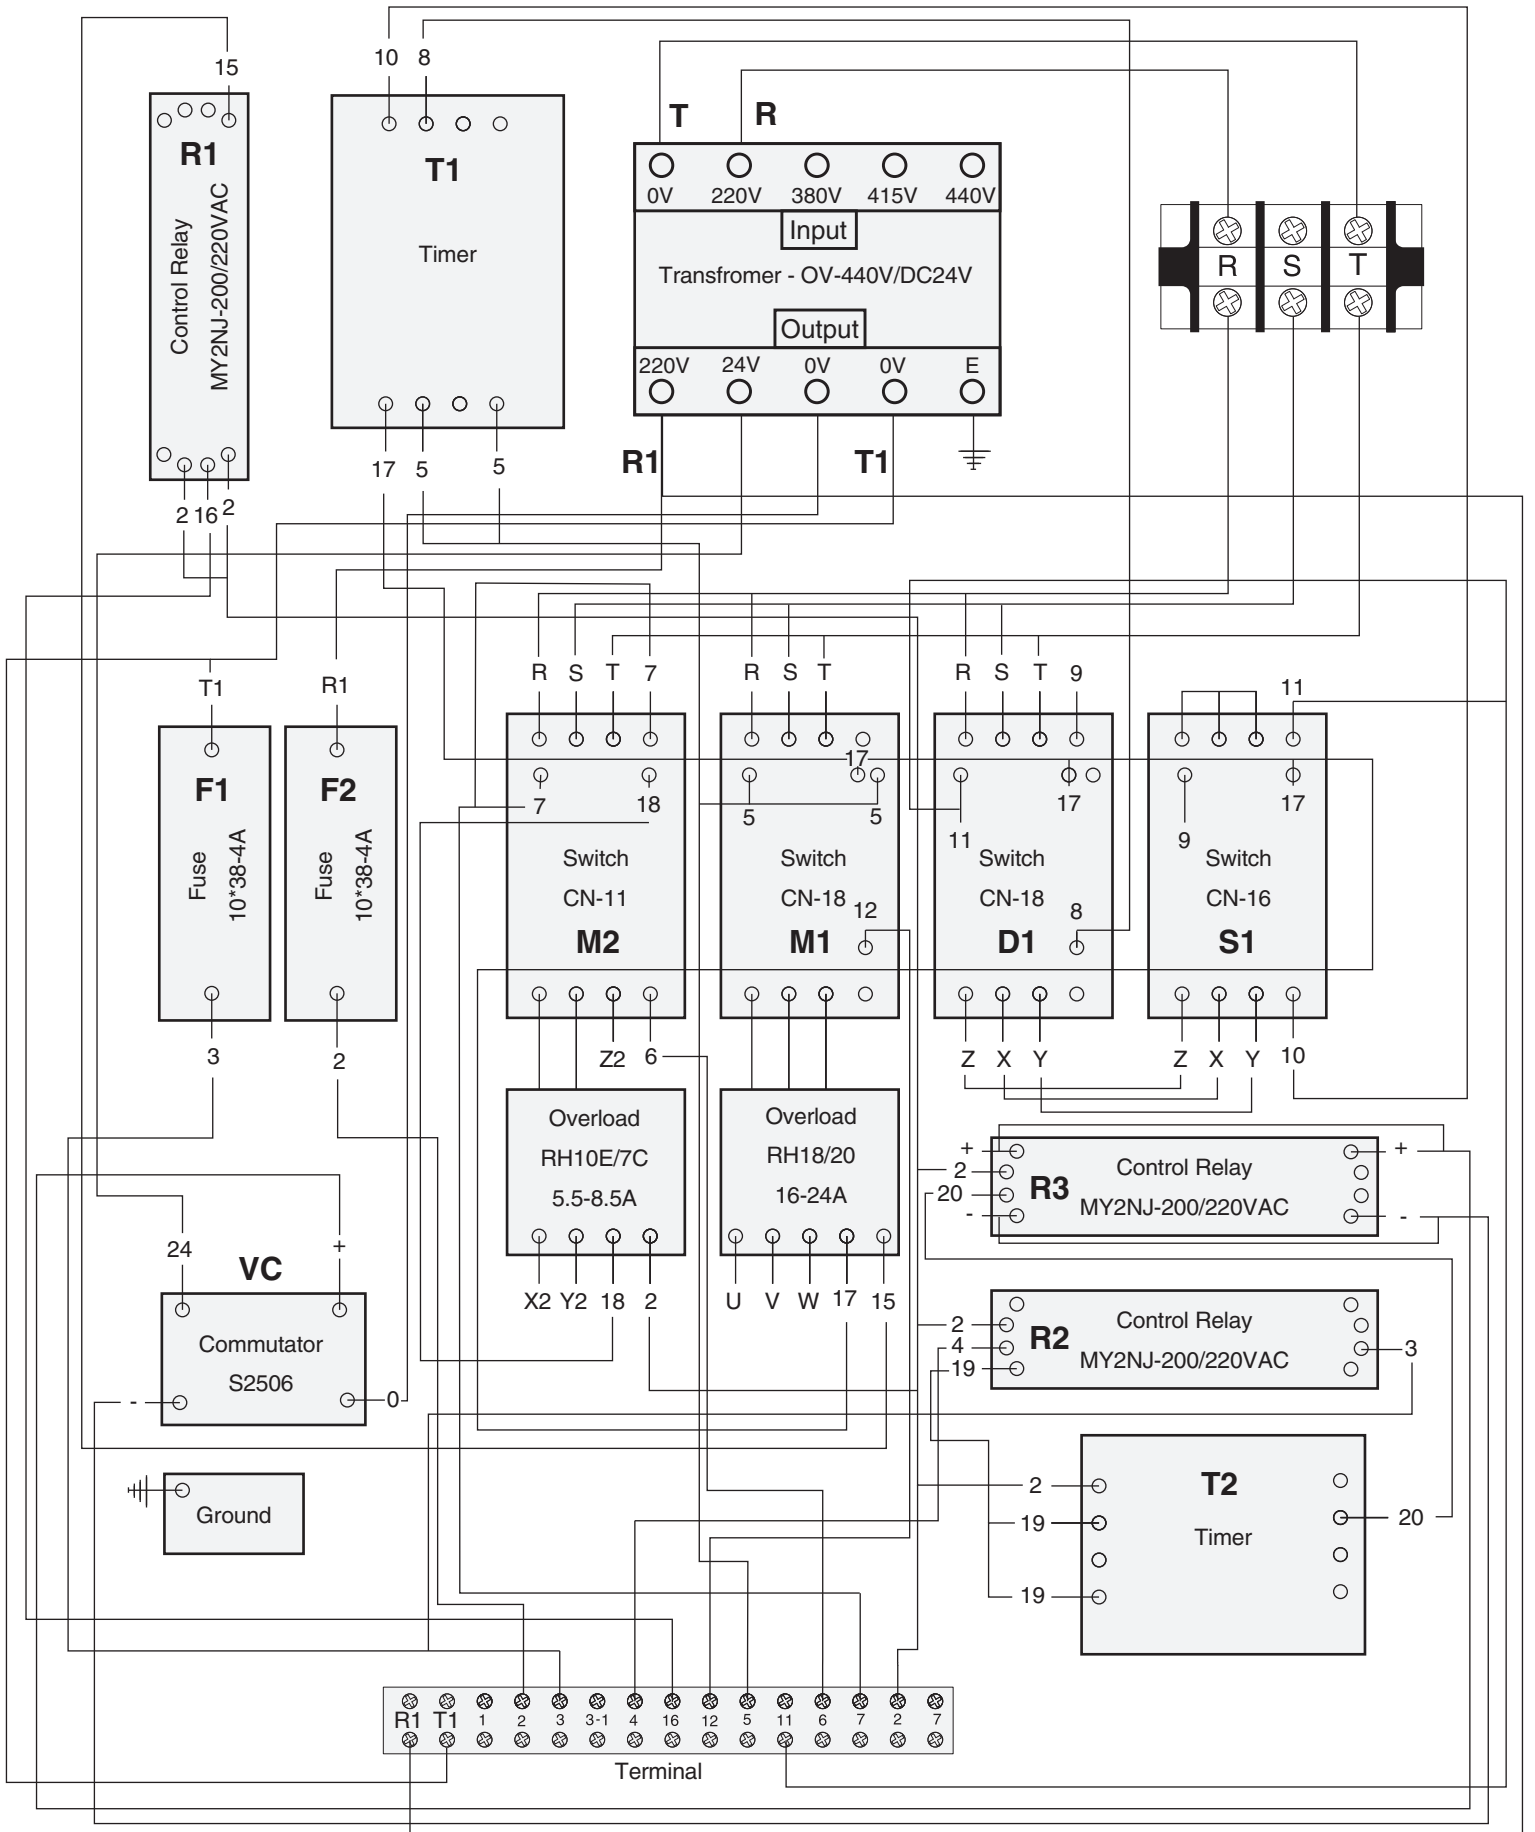 10 8
15
T R
R1
Control Relay
MY2NJ-200/220VAC
T1
Timer
0V 220V 380V 415V 440V
Input
Transfromer - OV-440V/DC24V
Output
220V 24V 0V 0V E
R S T
R1 T1
17 5 5
2 16 2
T1 R1
R S T 7
R S T
R S T 9
11
F1
Fuse
10*38-4A
F2
Fuse
10*38-4A
7 18
Switch
CN-11
M2
17
5 5
Switch
CN-18
12
M1
17
11
Switch
CN-18
8
D1
17
9
Switch
CN-16
S1
3 2
Z2 6
Z X Y
Z X Y 10
Overload
RH10E/7C
5.5-8.5A
X2 Y2 18 2
Overload
RH18/20
16-24A
U V W 17 15
+
2
20
-
R3
Control Relay
MY2NJ-200/220VAC
+
-
24 +
VC
Commutator
S2506
- 0
2
4
19
R2
Control Relay
MY2NJ-200/220VAC
3
Ground
2
19
19
T2
Timer
20
R1 T1 1 2 3 3-1 4 16 12 5 11 6 7 2 7
Terminal